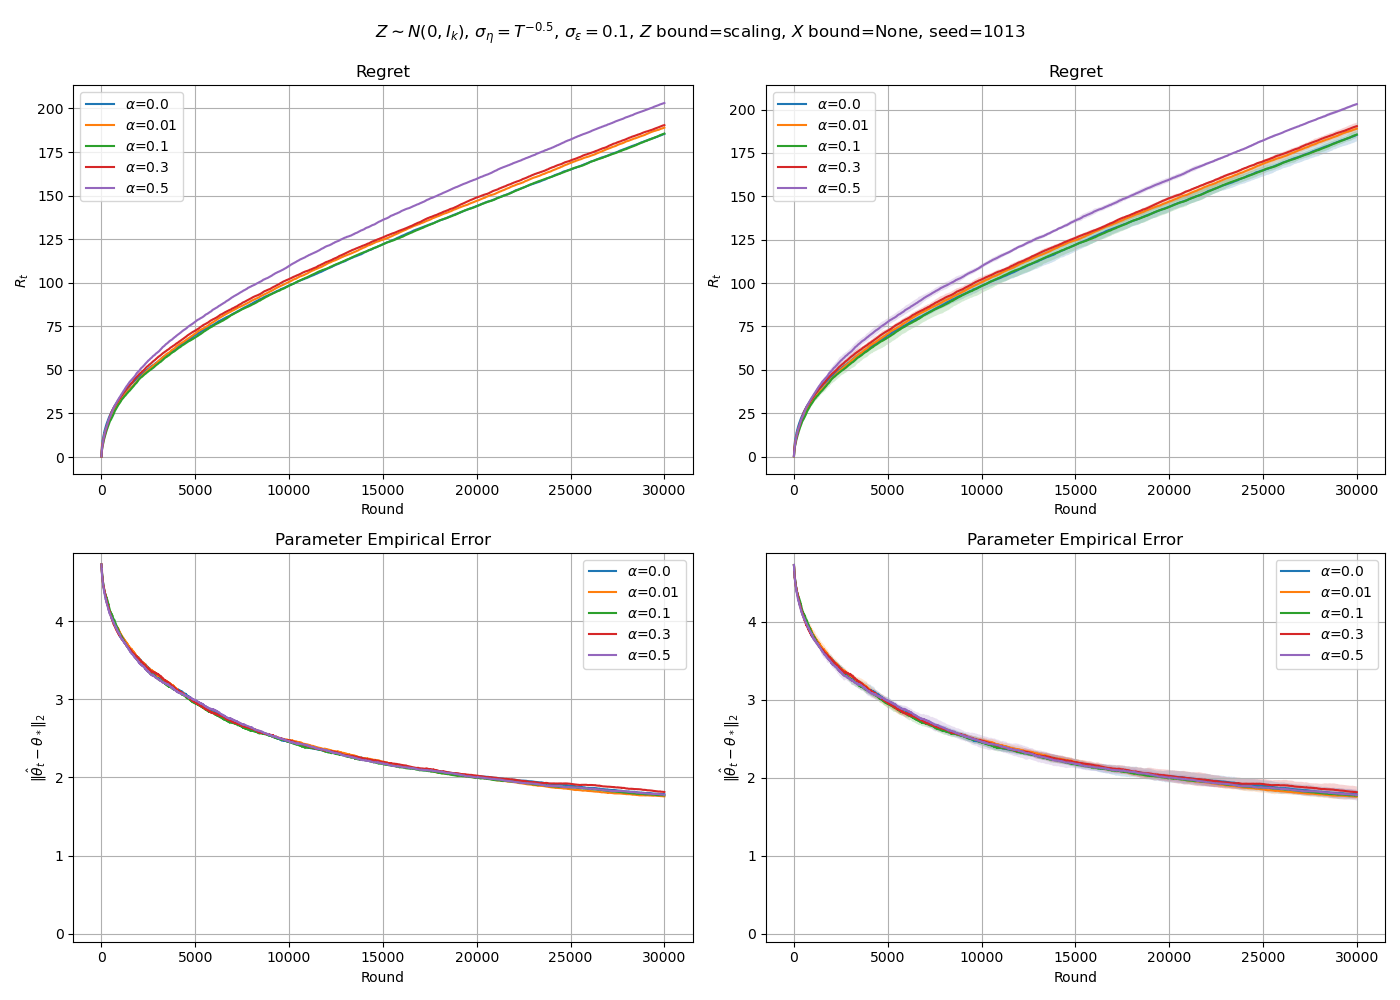 Z ~ N(0, I_k), σ_η = T^{-0.5}, σ_ε = 0.1, Z bound=scaling, X bound=None, seed=1013
Regret
R_t
200
175
150
125
100
75
50
25
0
α=0.0
α=0.01
α=0.1
α=0.3
α=0.5
0 5000 10000 15000 20000 25000 30000
Round
Regret
R_t
200
175
150
125
100
75
50
25
0
α=0.0
α=0.01
α=0.1
α=0.3
α=0.5
0 5000 10000 15000 20000 25000 30000
Round
Parameter Empirical Error
‖θ̂_t − θ_*‖_2
4
3
2
1
0
α=0.0
α=0.01
α=0.1
α=0.3
α=0.5
0 5000 10000 15000 20000 25000 30000
Round
Parameter Empirical Error
‖θ̂_t − θ_*‖_2
4
3
2
1
0
α=0.0
α=0.01
α=0.1
α=0.3
α=0.5
0 5000 10000 15000 20000 25000 30000
Round